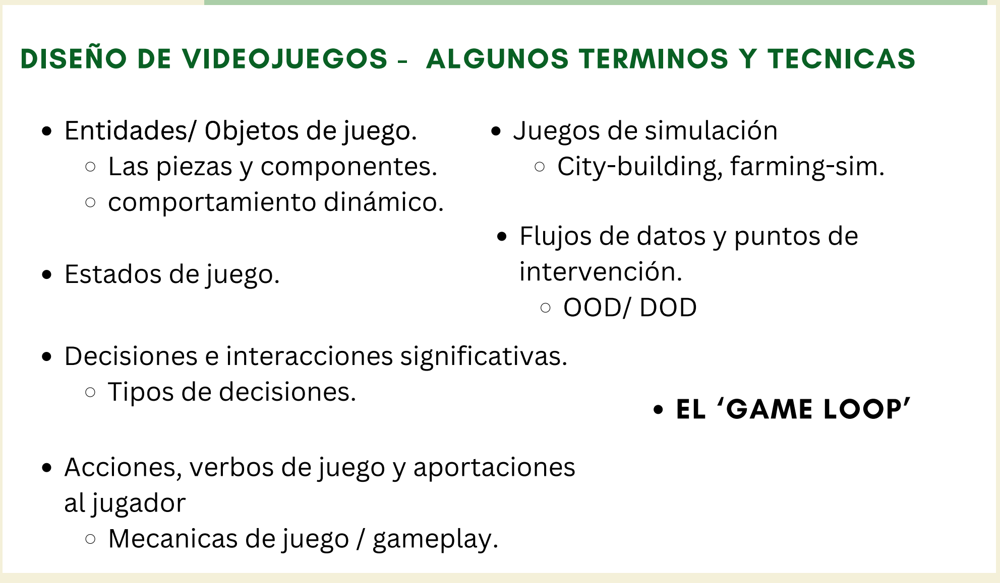 DISEÑO DE VIDEOJUEGOS - ALGUNOS TERMINOS Y TECNICAS
• Entidades/ Objetos de juego.
○ Las piezas y componentes.
○ comportamiento dinámico.
• Estados de juego.
• Decisiones e interacciones significativas.
○ Tipos de decisiones.
• Acciones, verbos de juego y aportaciones
al jugador
○ Mecanicas de juego / gameplay.
• Juegos de simulación
○ City-building, farming-sim.
• Flujos de datos y puntos de
intervención.
○ OOD/ DOD
• EL ‘GAME LOOP’